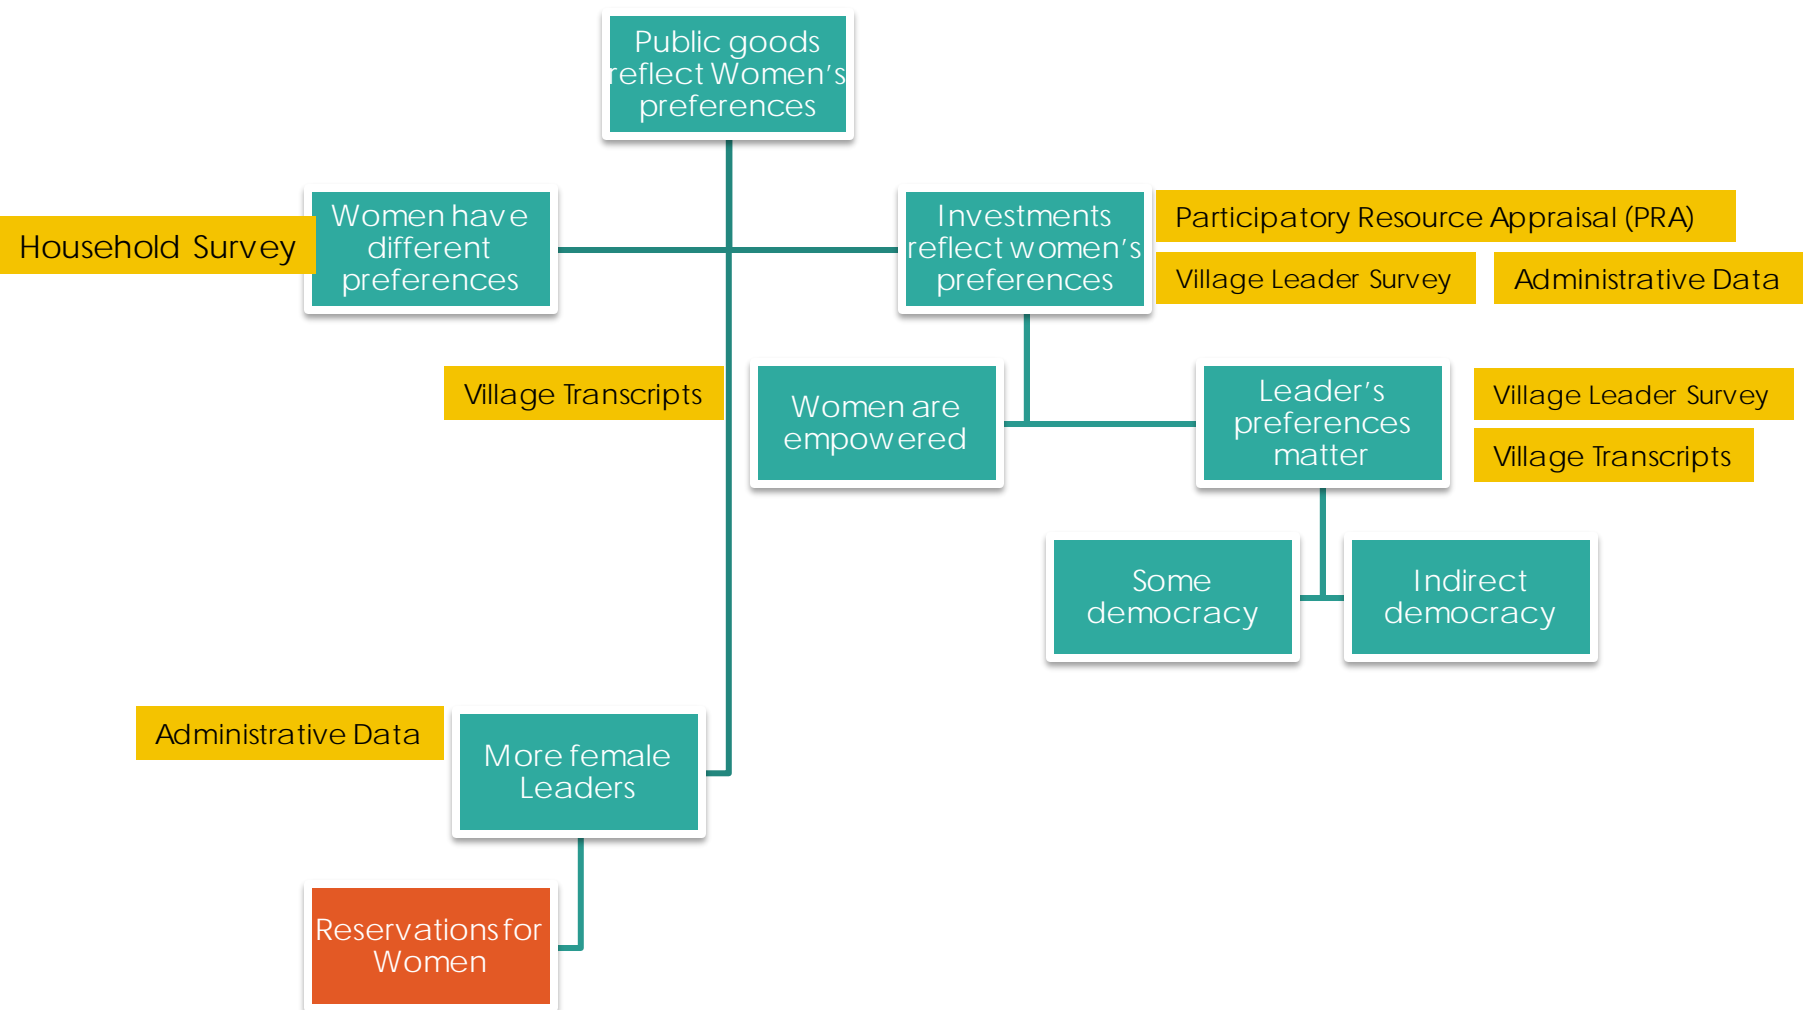 Public goods
reflect Women's
preferences
Household Survey
Women have
different
preferences
Investments
reflect women's
preferences
Participatory Resource Appraisal (PRA)
Village Leader Survey
Administrative Data
Village Transcripts
Women are
empowered
Leader's
preferences
matter
Village Leader Survey
Village Transcripts
Some
democracy
Indirect
democracy
Administrative Data
More female
Leaders
Reservations for
Women